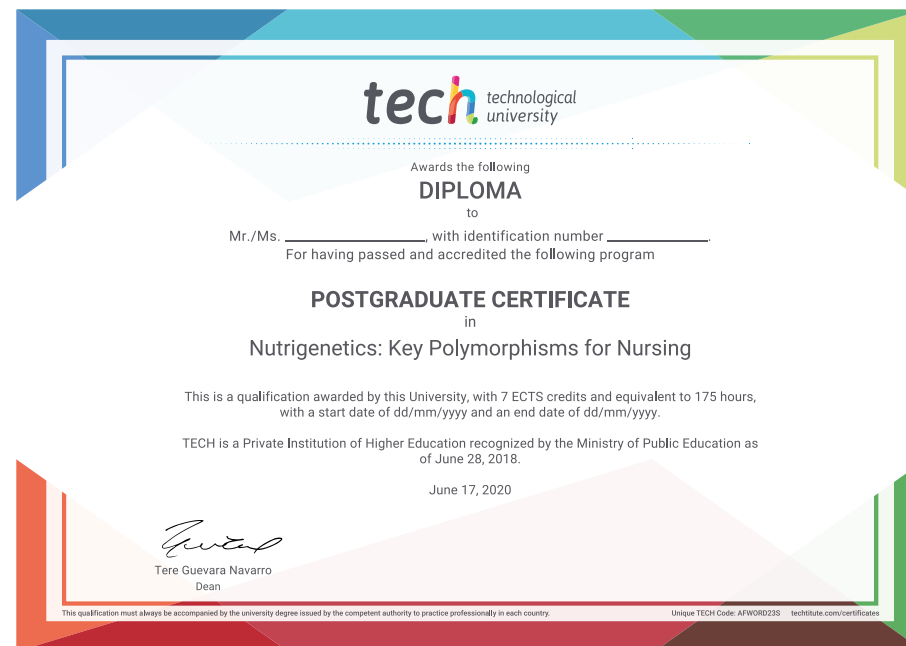 tech technological
university
Awards the following
DIPLOMA
to
Mr./Ms. ____________________, with identification number ______________.
For having passed and accredited the following program
POSTGRADUATE CERTIFICATE
in
Nutrigenetics: Key Polymorphisms for Nursing
This is a qualification awarded by this University, with 7 ECTS credits and equivalent to 175 hours,
with a start date of dd/mm/yyyy and an end date of dd/mm/yyyy.
TECH is a Private Institution of Higher Education recognized by the Ministry of Public Education as
of June 28, 2018.
June 17, 2020
Tere Guevara Navarro
Dean
This qualification must always be accompanied by the university degree issued by the competent authority to practice professionally in each country. Unique TECH Code: AFWORD23S techtitute.com/certificates